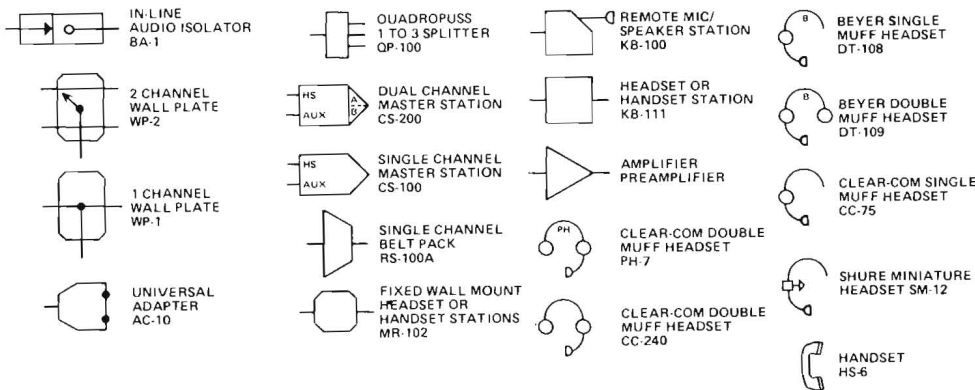 IN-LINE
AUDIO ISOLATOR
BA-1
2 CHANNEL
WALL PLATE
WP-2
1 CHANNEL
WALL PLATE
WP-1
UNIVERSAL
ADAPTER
AC-10
QUADROPUSS
1 TO 3 SPLITTER
QP-100
HS
AUX
A
B
DUAL CHANNEL
MASTER STATION
CS-200
HS
AUX
SINGLE CHANNEL
MASTER STATION
CS-100
SINGLE CHANNEL
BELT PACK
RS-100A
FIXED WALL MOUNT
HEADSET OR
HANDSET STATIONS
MR-102
REMOTE MIC/
SPEAKER STATION
KB-100
HEADSET OR
HANDSET STATION
KB-111
AMPLIFIER
PREAMPLIFIER
PH
CLEAR-COM DOUBLE
MUFF HEADSET
PH-7
CLEAR-COM DOUBLE
MUFF HEADSET
CC-240
B
BEYER SINGLE
MUFF HEADSET
DT-108
B
BEYER DOUBLE
MUFF HEADSET
DT-109
CLEAR-COM SINGLE
MUFF HEADSET
CC-75
SHURE MINIATURE
HEADSET SM-12
HANDSET
HS-6